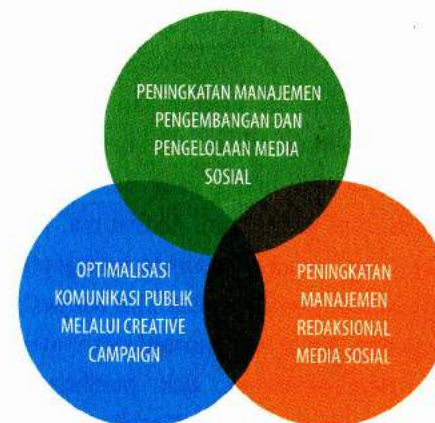 PENINGKATAN MANAJEMEN
PENGEMBANGAN DAN
PENGELOLAAN MEDIA
SOSIAL
OPTIMALISASI
KOMUNIKASI PUBLIK
MELALUI CREATIVE
CAMPAIGN
PENINGKATAN
MANAJEMEN
REDAKSIONAL
MEDIA SOSIAL